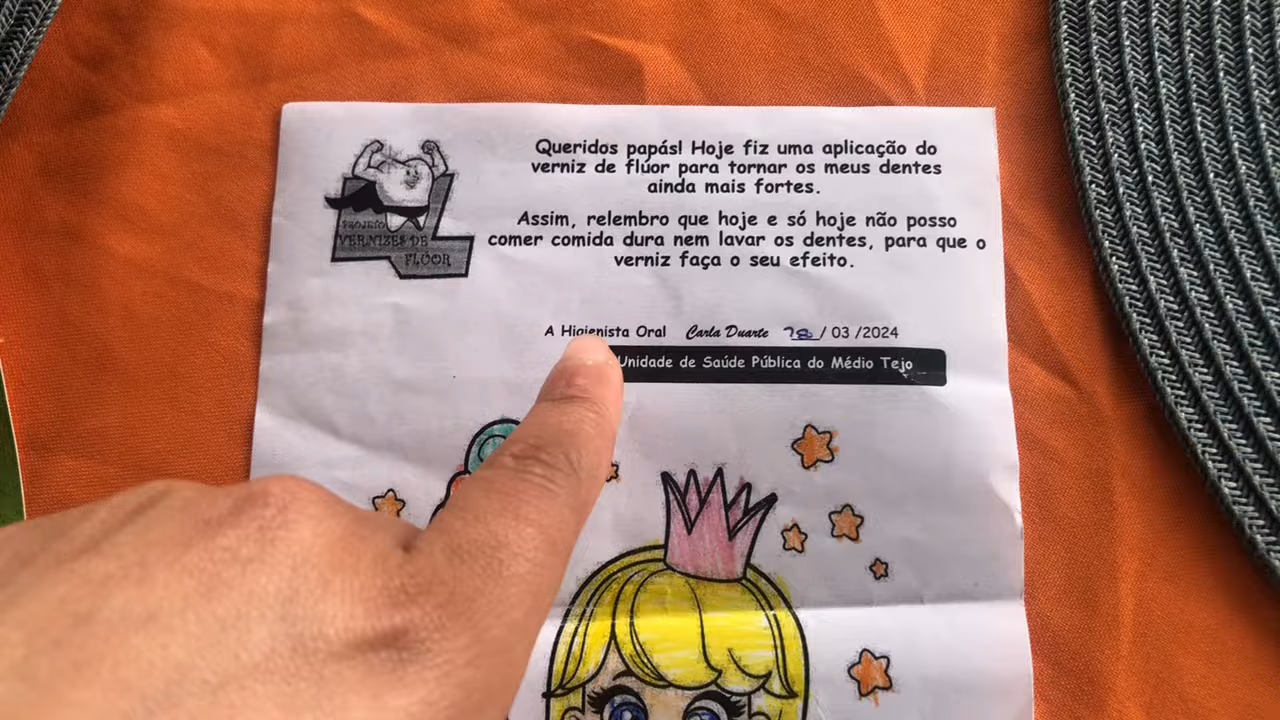 Queridos papás! Hoje fiz uma aplicação do
verniz de flúor para tornar os meus dentes
ainda mais fortes.
Assim, relembro que hoje e só hoje não posso
comer comida dura nem lavar os dentes, para que o
verniz faça o seu efeito.
PROJETO
VERNIZES DE
FLÚOR
A Higienista Oral Carla Duarte / 03 /2024
Unidade de Saúde Pública do Médio Tejo